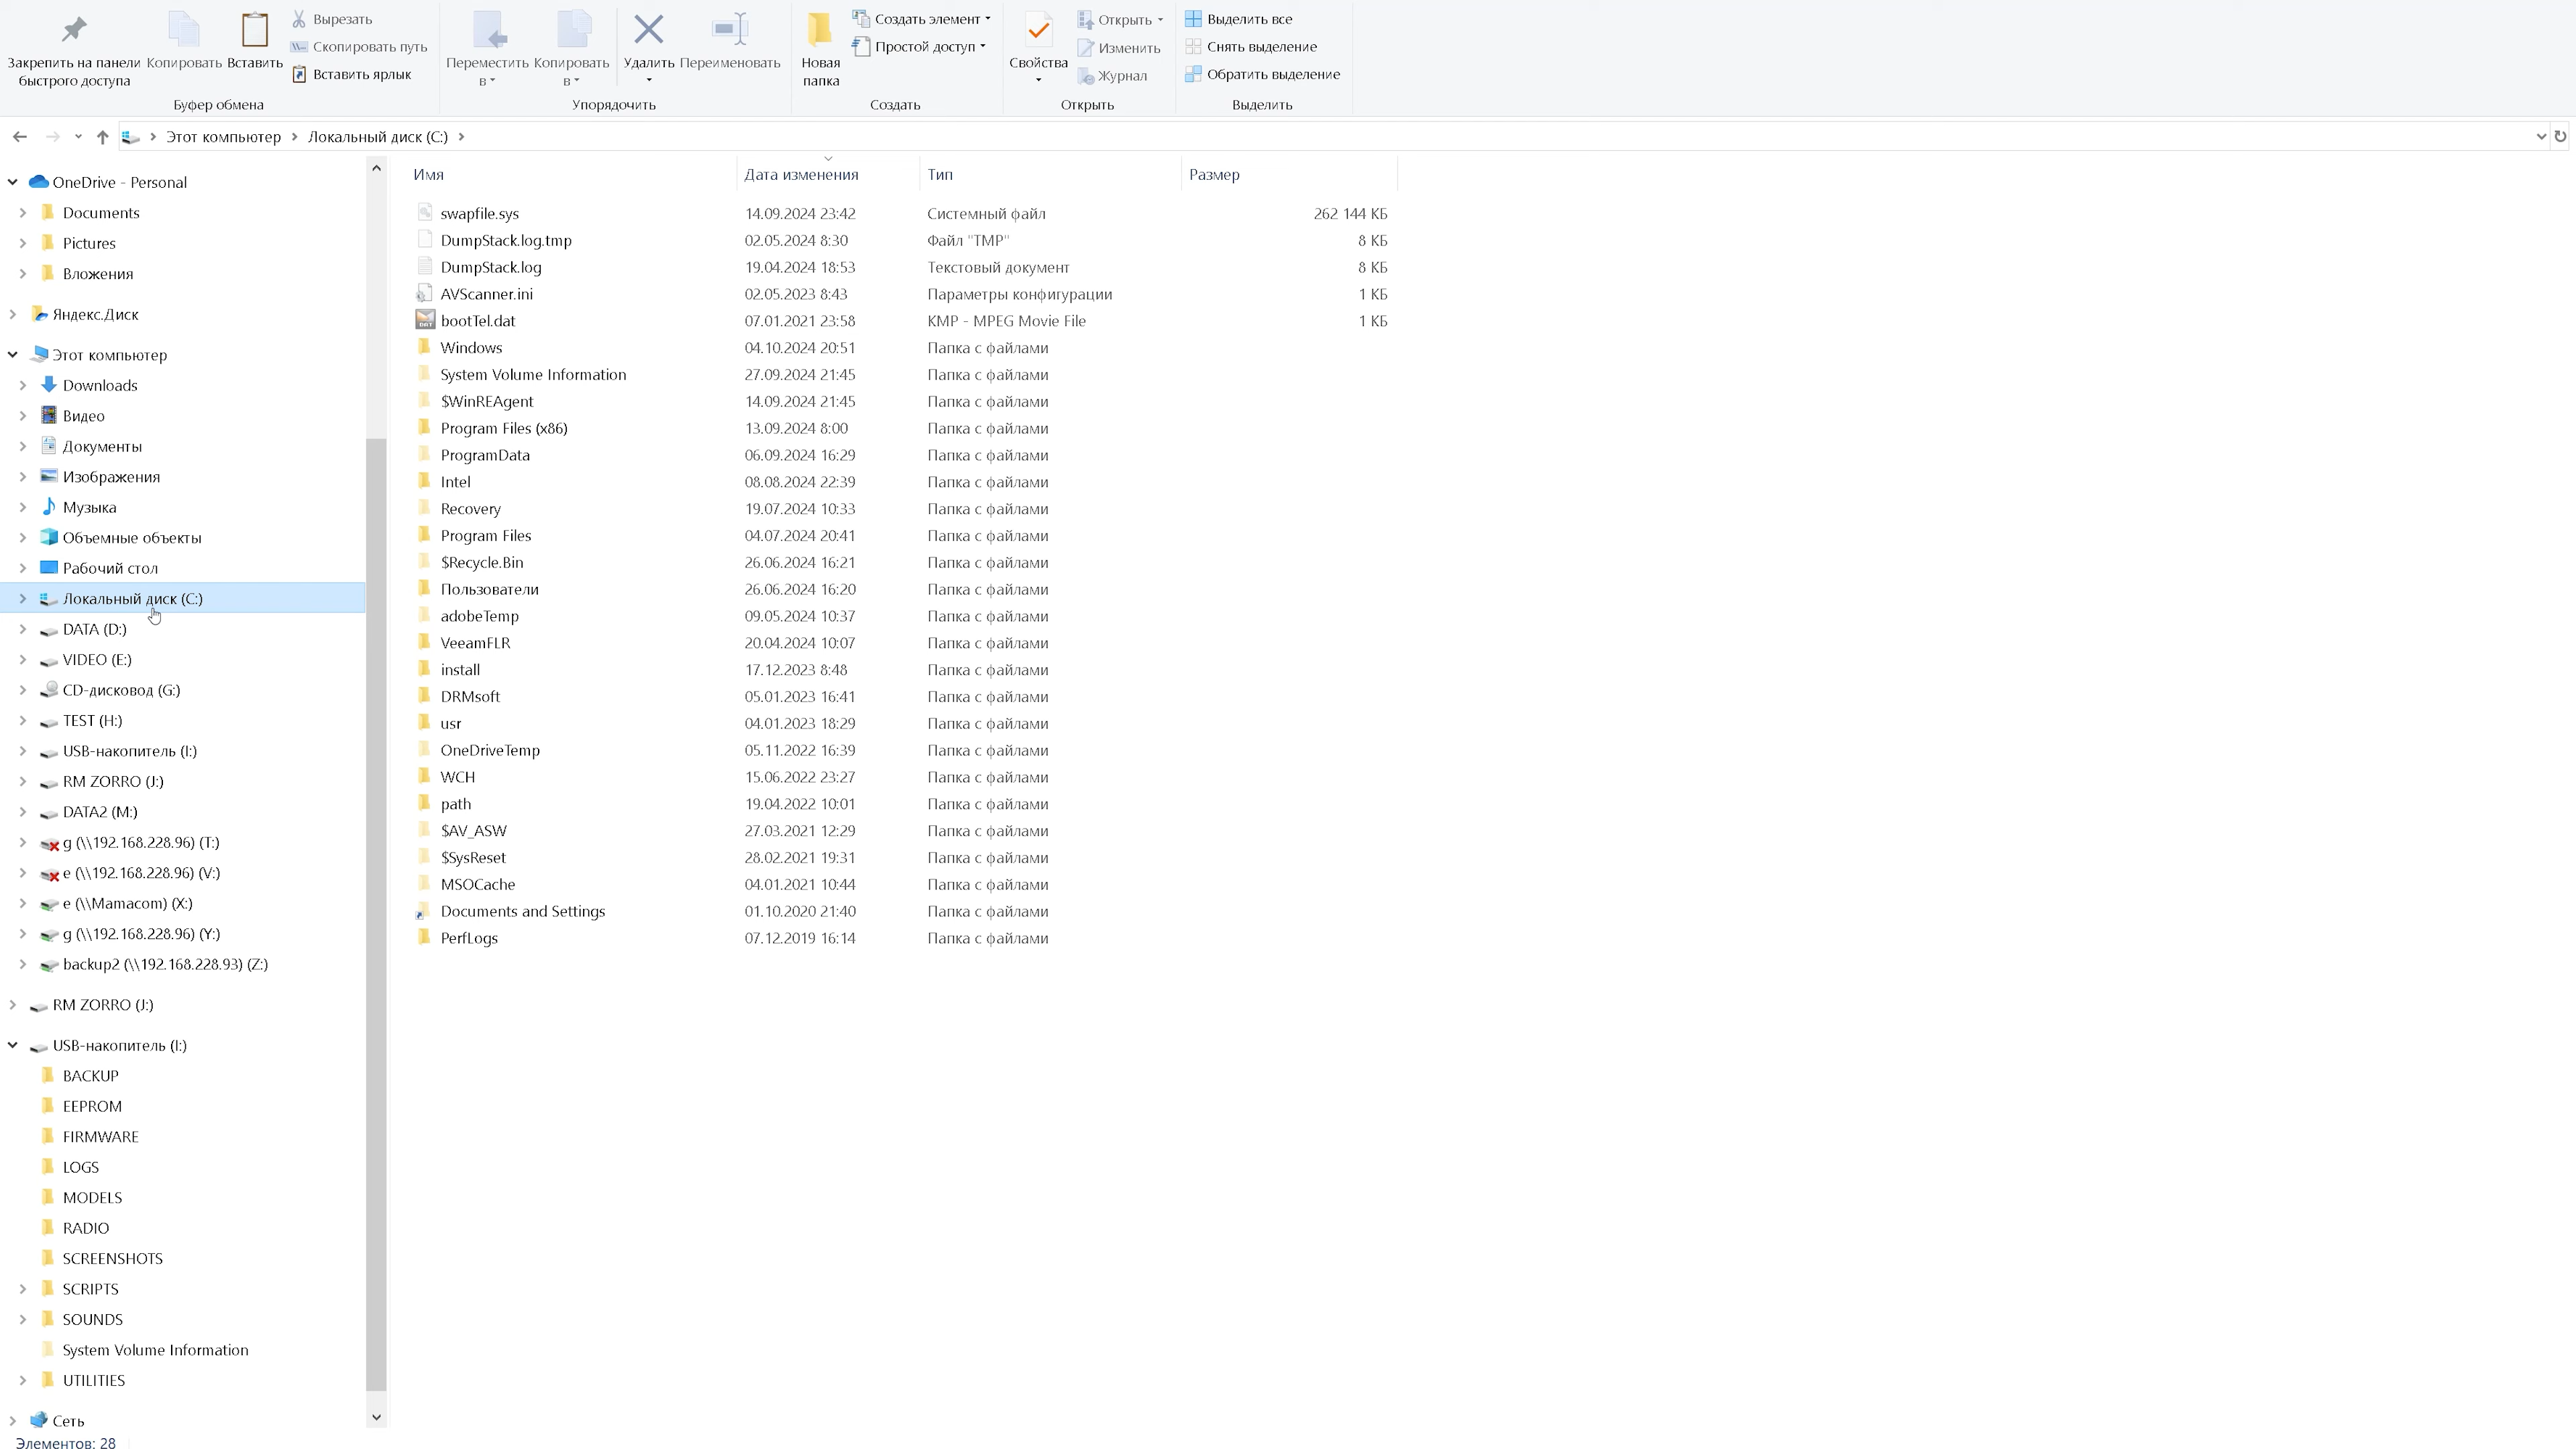 Закрепить на панели
быстрого доступа
Копировать
Вставить
Вырезать
Скопировать путь
Вставить ярлык
Буфер обмена
Переместить
в
Копировать
в
Удалить
Переименовать
Упорядочить
Новая
папка
Создать элемент
Простой доступ
Создать
Свойства
Открыть
Изменить
Журнал
Открыть
Выделить все
Снять выделение
Обратить выделение
Выделить
Этот компьютер
Локальный диск (C:)
OneDrive - Personal
Documents
Pictures
Вложения
Яндекс.Диск
Этот компьютер
Downloads
Видео
Документы
Изображения
Музыка
Объемные объекты
Рабочий стол
Локальный диск (C:)
DATA (D:)
VIDEO (E:)
CD-дисковод (G:)
TEST (H:)
USB-накопитель (I:)
RM ZORRO (J:)
DATA2 (M:)
g (\\192.168.228.96) (T:)
e (\\192.168.228.96) (V:)
e (\\Mamacom) (X:)
g (\\192.168.228.96) (Y:)
backup2 (\\192.168.228.93) (Z:)
RM ZORRO (J:)
USB-накопитель (I:)
BACKUP
EEPROM
FIRMWARE
LOGS
MODELS
RADIO
SCREENSHOTS
SCRIPTS
SOUNDS
System Volume Information
UTILITIES
Сеть
Элементов: 28
Имя Дата изменения Тип Размер
swapfile.sys 14.09.2024 23:42 Системный файл 262 144 КБ
DumpStack.log.tmp 02.05.2024 8:30 Файл "TMP" 8 КБ
DumpStack.log 19.04.2024 18:53 Текстовый документ 8 КБ
AVScanner.ini 02.05.2023 8:43 Параметры конфигурации 1 КБ
bootTel.dat 07.01.2021 23:58 KMP - MPEG Movie File 1 КБ
Windows 04.10.2024 20:51 Папка с файлами
System Volume Information 27.09.2024 21:45 Папка с файлами
$WinREAgent 14.09.2024 21:45 Папка с файлами
Program Files (x86) 13.09.2024 8:00 Папка с файлами
ProgramData 06.09.2024 16:29 Папка с файлами
Intel 08.08.2024 22:39 Папка с файлами
Recovery 19.07.2024 10:33 Папка с файлами
Program Files 04.07.2024 20:41 Папка с файлами
$Recycle.Bin 26.06.2024 16:21 Папка с файлами
Пользователи 26.06.2024 16:20 Папка с файлами
adobeTemp 09.05.2024 10:37 Папка с файлами
VeeamFLR 20.04.2024 10:07 Папка с файлами
install 17.12.2023 8:48 Папка с файлами
DRMsoft 05.01.2023 16:41 Папка с файлами
usr 04.01.2023 18:29 Папка с файлами
OneDriveTemp 05.11.2022 16:39 Папка с файлами
WCH 15.06.2022 23:27 Папка с файлами
path 19.04.2022 10:01 Папка с файлами
$AV_ASW 27.03.2021 12:29 Папка с файлами
$SysReset 28.02.2021 19:31 Папка с файлами
MSOCache 04.01.2021 10:44 Папка с файлами
Documents and Settings 01.10.2020 21:40 Папка с файлами
PerfLogs 07.12.2019 16:14 Папка с файлами